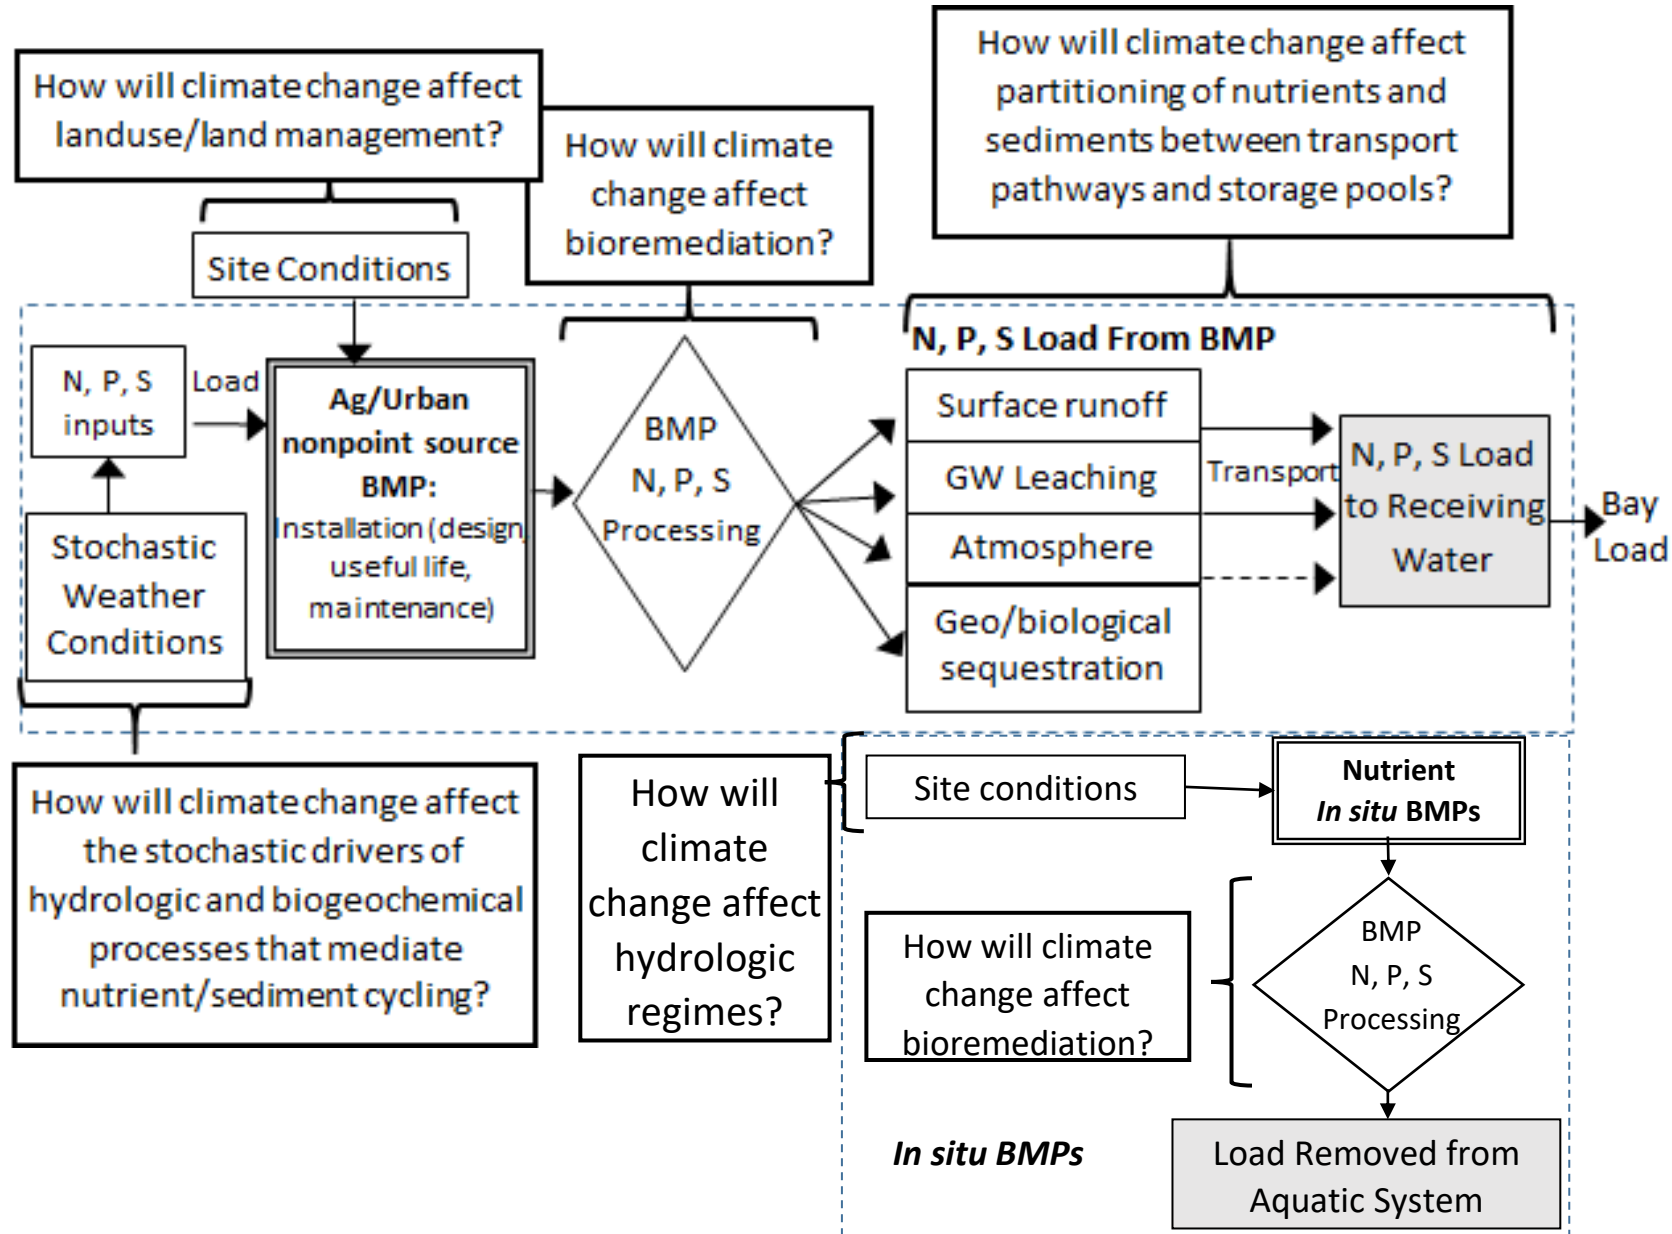 How will climate change affect
landuse/land management?
How will climate
change affect
bioremediation?
How will climate change affect
partitioning of nutrients and
sediments between transport
pathways and storage pools?
Site Conditions
N, P, S
inputs
Load
Stochastic
Weather
Conditions
Ag/Urban
nonpoint source
BMP:
Installation (design,
useful life,
maintenance)
BMP
N, P, S
Processing
N, P, S Load From BMP
Surface runoff
GW Leaching
Atmosphere
Geo/biological
sequestration
Transport
N, P, S Load
to Receiving
Water
Bay
Load
How will climate change affect
the stochastic drivers of
hydrologic and biogeochemical
processes that mediate
nutrient/sediment cycling?
How will
climate
change affect
hydrologic
regimes?
Site conditions
Nutrient
In situ BMPs
How will climate
change affect
bioremediation?
BMP
N, P, S
Processing
In situ BMPs
Load Removed from
Aquatic System